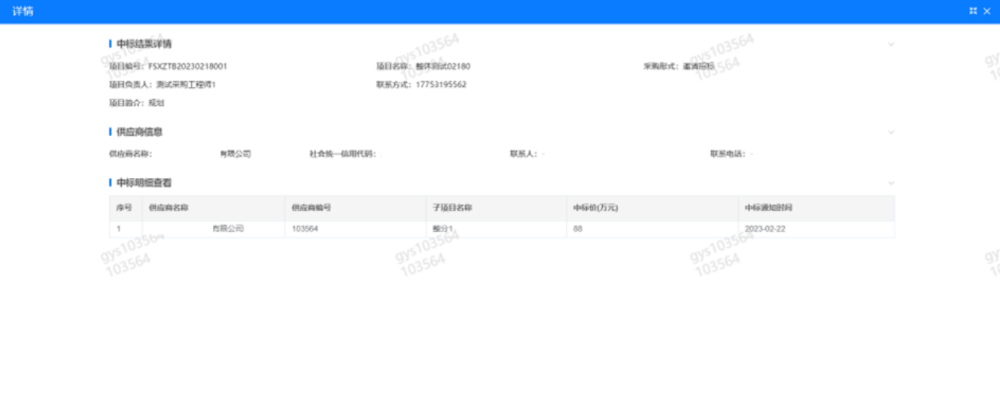 详情
中标结果详情
项目编号：FSXZTB20230218001 项目名称：整体测试02180 采购形式：邀请招标
项目负责人：测试采购工程师1 联系方式：17753195562
项目简介：规划
供应商信息
供应商名称： 有限公司 社会统一信用代码： 联系人：- 联系电话：-
中标明细查看
序号 供应商名称 供应商编号 子项目名称 中标价(万元) 中标通知时间
1 有限公司 103564 整分1 88 2023-02-22
gys103564
103564
gys103564
103564
gys103564
103564
gys103564
103564
gys103564
103564
gys103564
103564